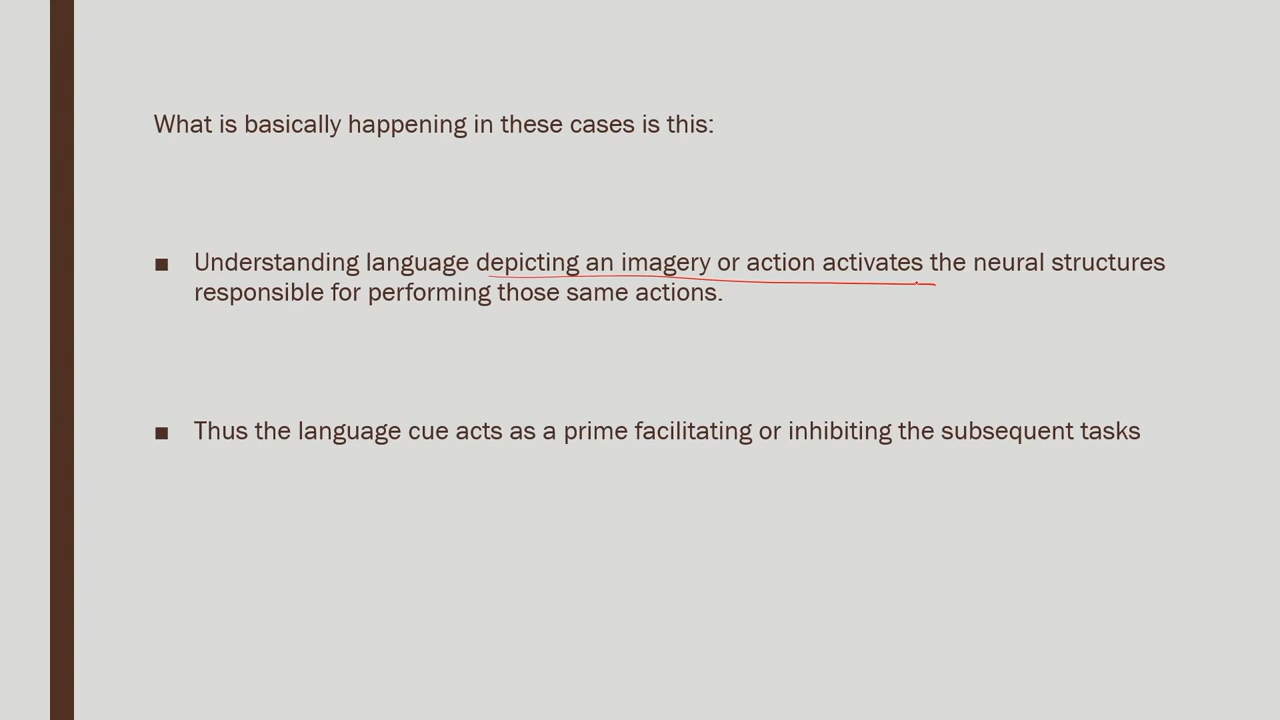 What is basically happening in these cases is this:
■ Understanding language depicting an imagery or action activates the neural structures
responsible for performing those same actions.
■ Thus the language cue acts as a prime facilitating or inhibiting the subsequent tasks